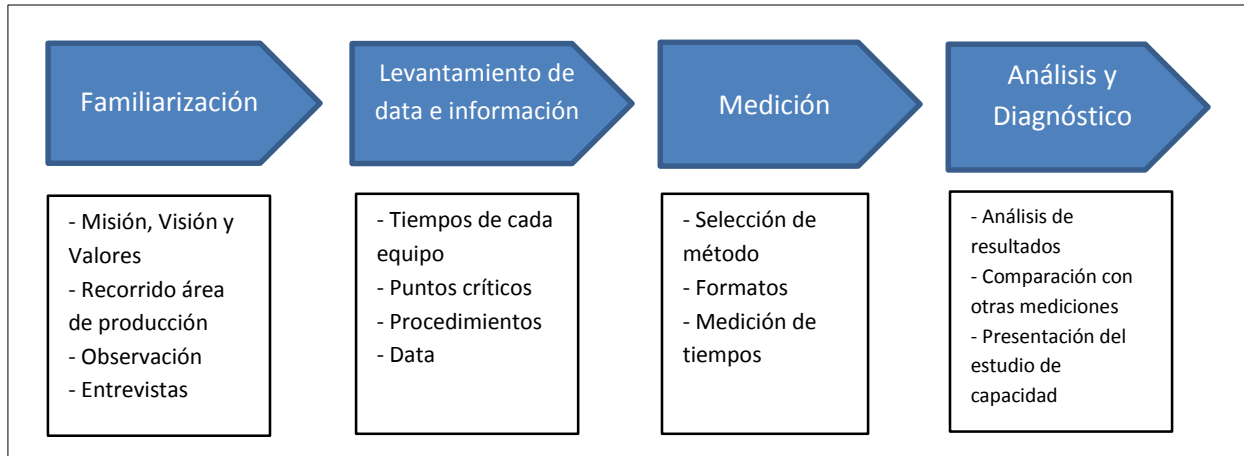 Familiarización
Levantamiento de
data e información
Medición
Análisis y
Diagnóstico
- Misión, Visión y
Valores
- Recorrido área
de producción
- Observación
- Entrevistas
- Tiempos de cada
equipo
- Puntos críticos
- Procedimientos
- Data
- Selección de
método
- Formatos
- Medición de
tiempos
- Análisis de
resultados
- Comparación con
otras mediciones
- Presentación del
estudio de
capacidad